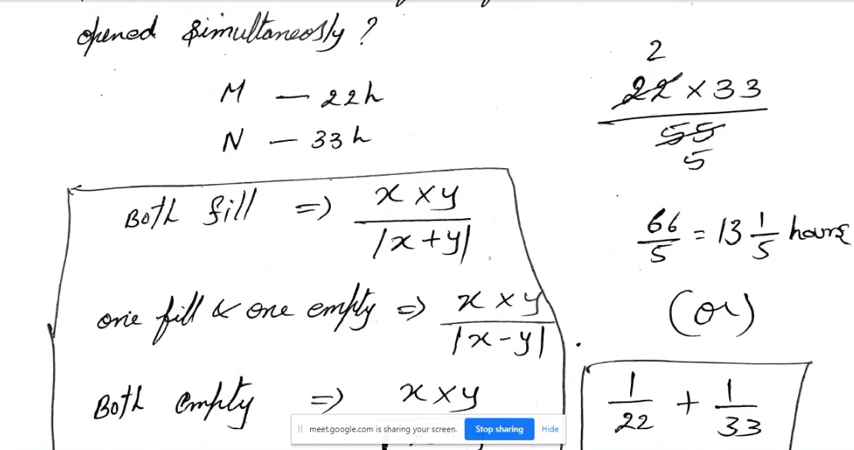 opened simultaneosly?
M — 22h
N — 33h
2
22 × 33
55
5
66/5 = 13 1/5 hours
(or)
1/22 + 1/33
Both fill => x × y / |x + y|
one fill & one empty => x × y / |x - y|.
Both empty => x × y
meet.google.com is sharing your screen. Stop sharing Hide